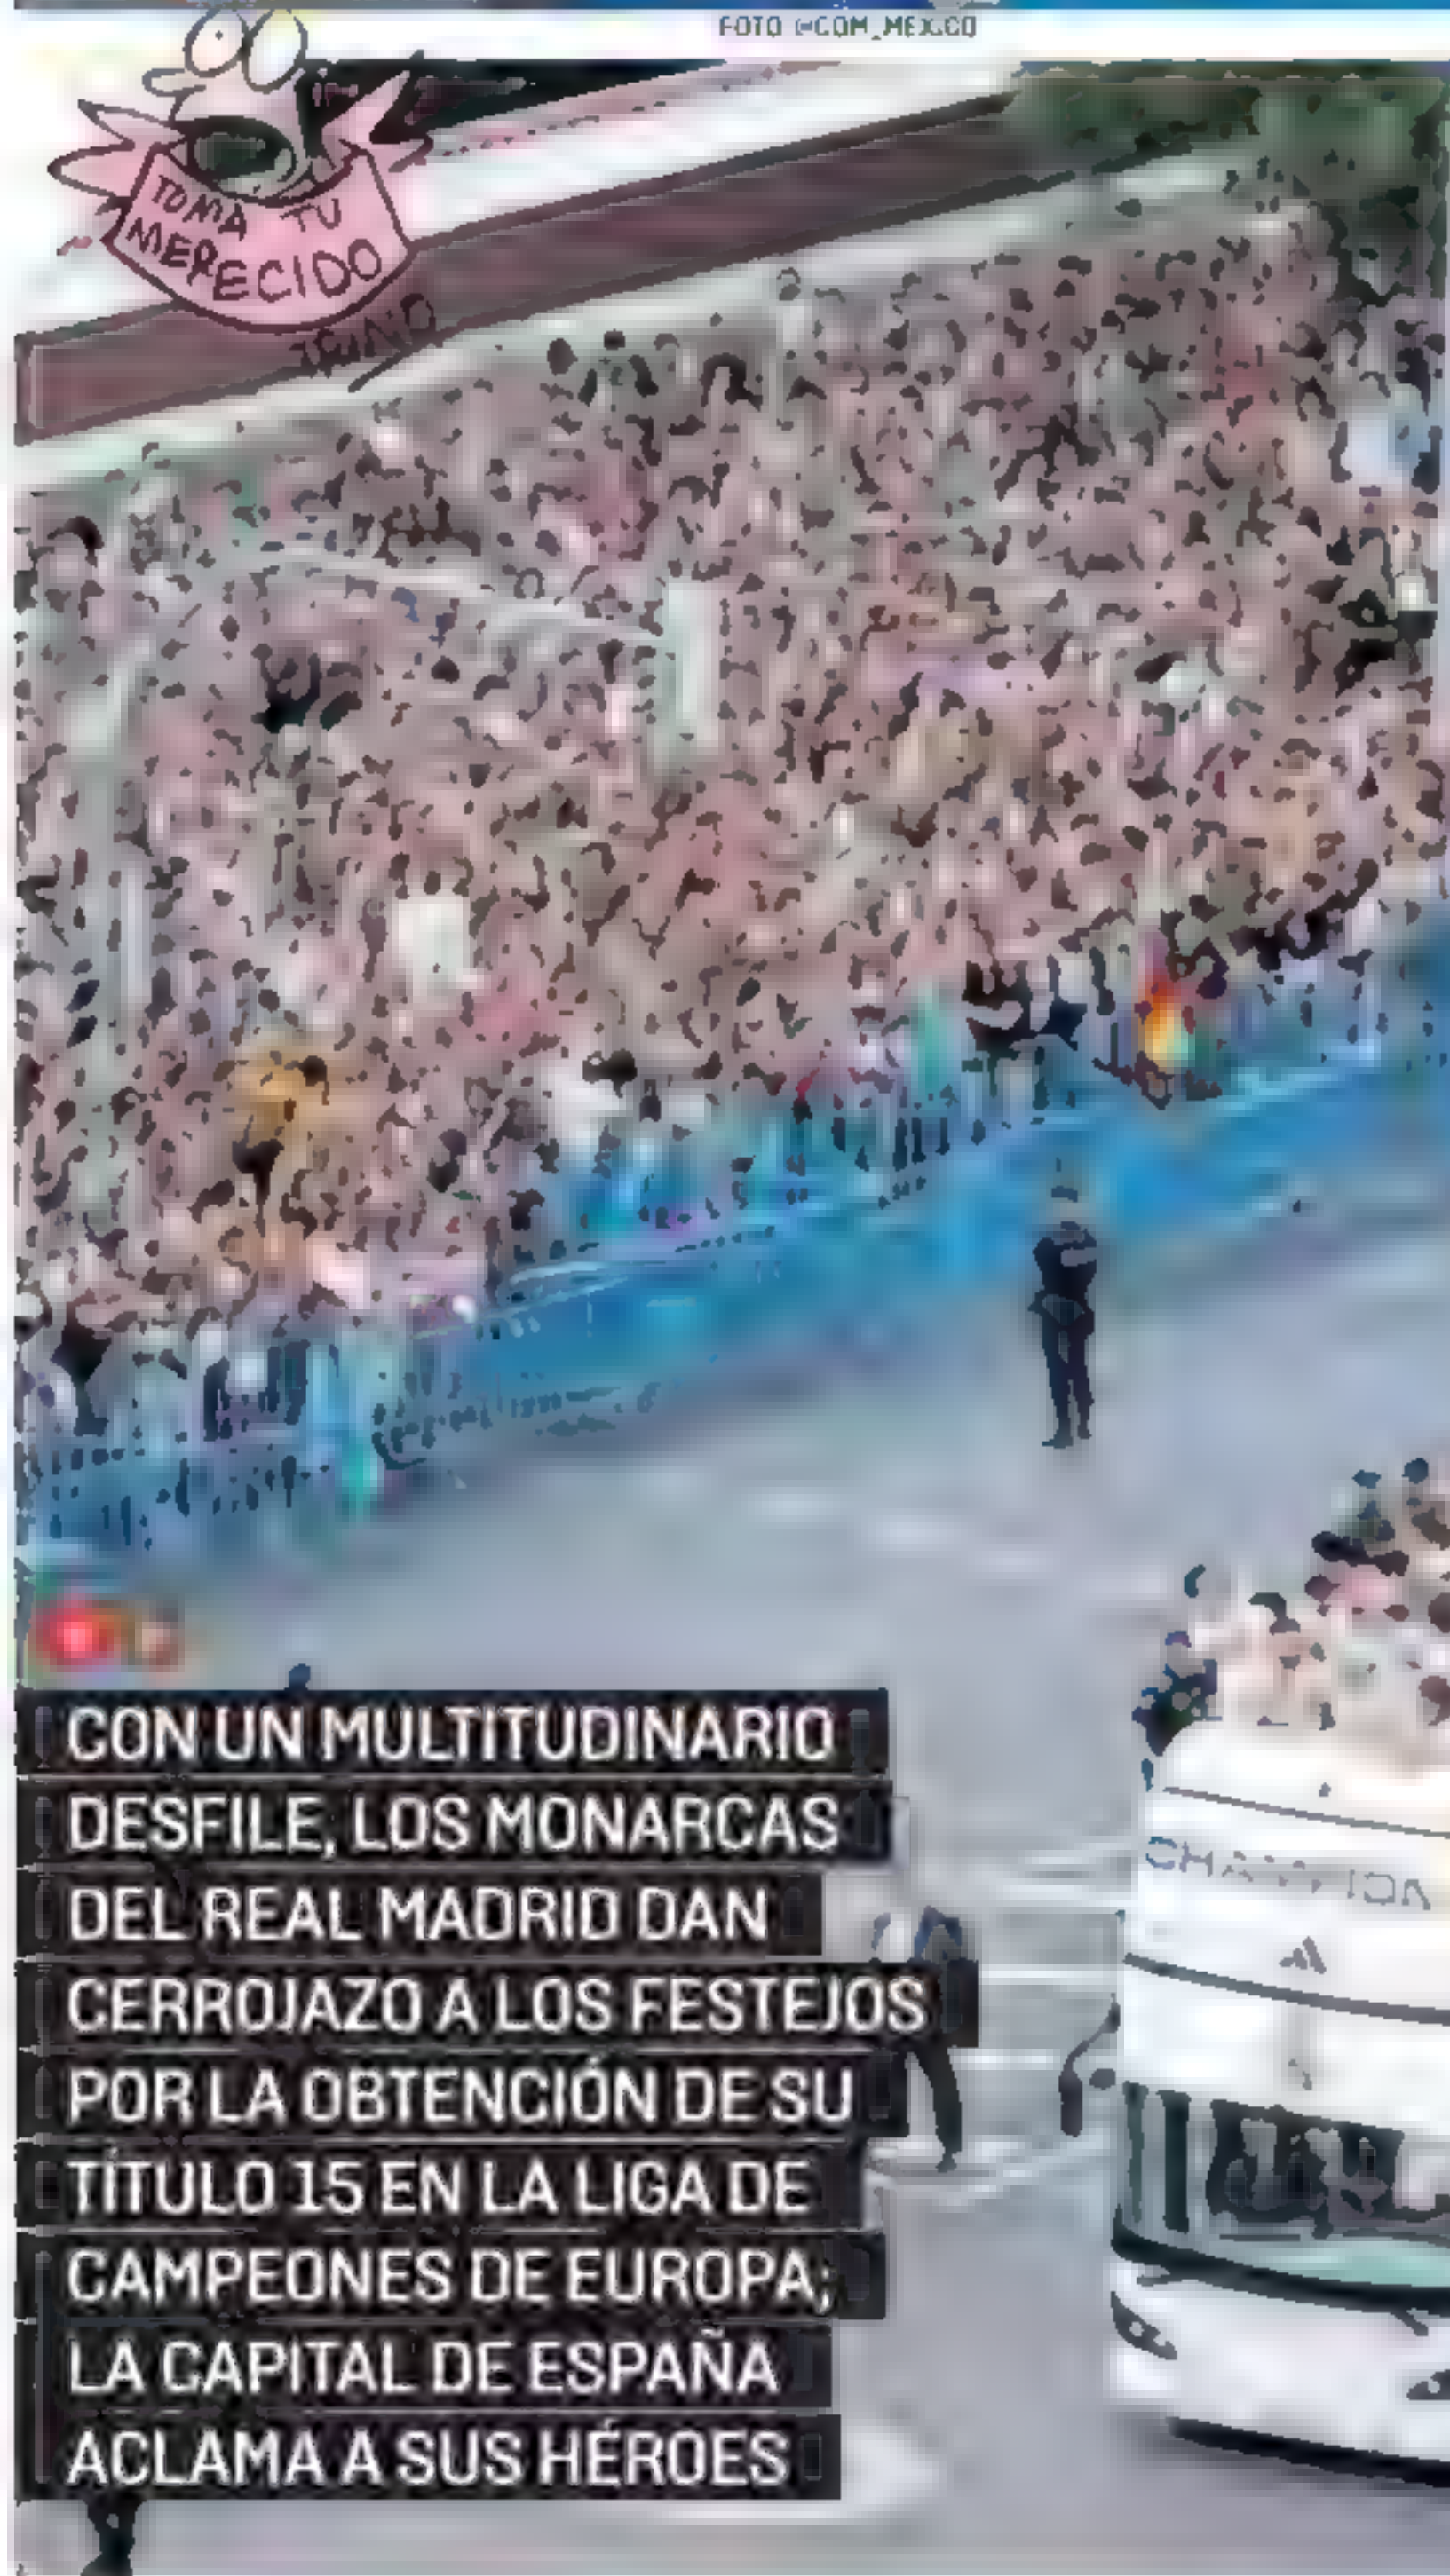 FOTO @COM_MEXICO
TOMA TU
MERECIDO
CON UN MULTITUDINARIO
DESFILE, LOS MONARCAS
DEL REAL MADRID DAN
CERROJAZO A LOS FESTEJOS
POR LA OBTENCIÓN DE SU
TÍTULO 15 EN LA LIGA DE
CAMPEONES DE EUROPA;
LA CAPITAL DE ESPAÑA
ACLAMA A SUS HÉROES